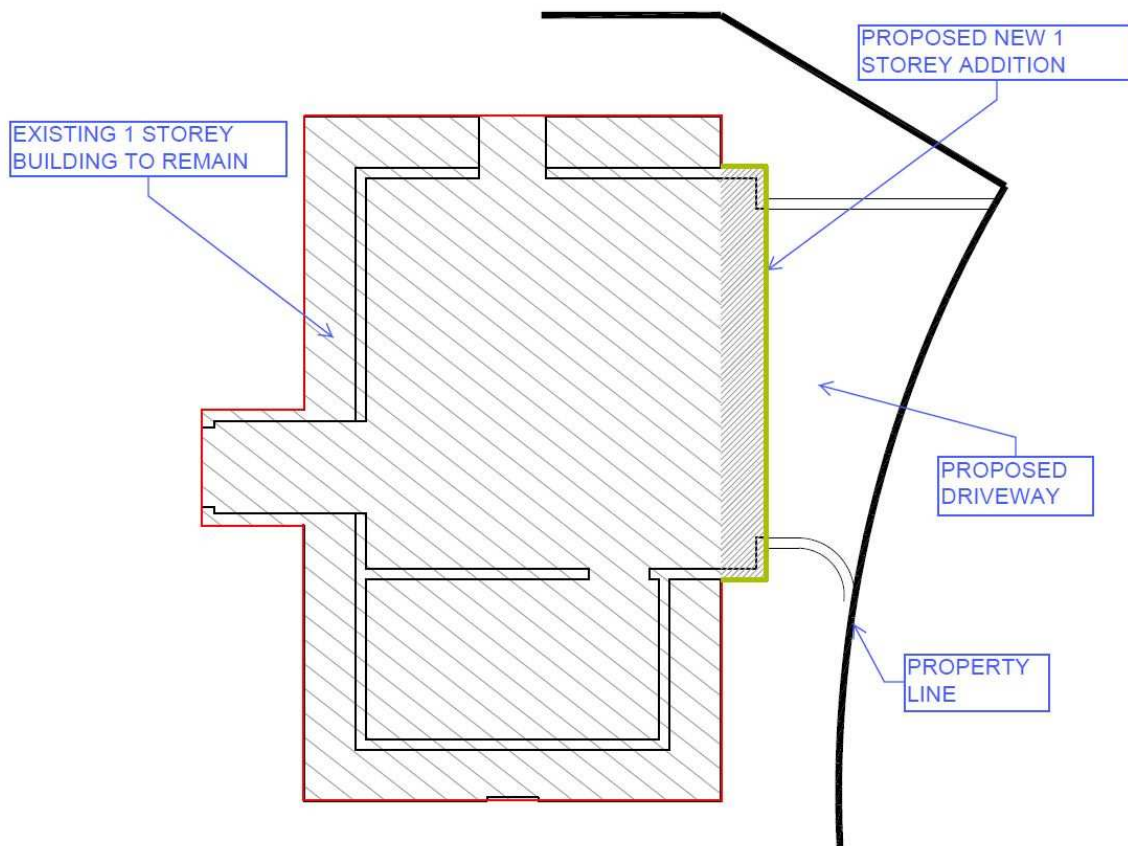 PROPOSED NEW 1
STOREY ADDITION
EXISTING 1 STOREY
BUILDING TO REMAIN
PROPOSED
DRIVEWAY
PROPERTY
LINE